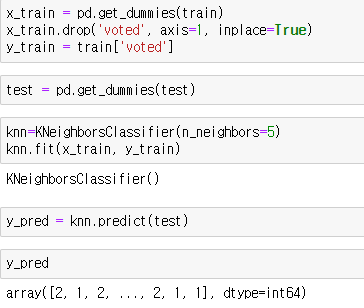 x_train = pd.get_dummies(train)
x_train.drop('voted', axis=1, inplace=True)
y_train = train['voted']
test = pd.get_dummies(test)
knn=KNeighborsClassifier(n_neighbors=5)
knn.fit(x_train, y_train)
KNeighborsClassifier()
y_pred = knn.predict(test)
y_pred
array([2, 1, 2, ..., 2, 1, 1], dtype=int64)